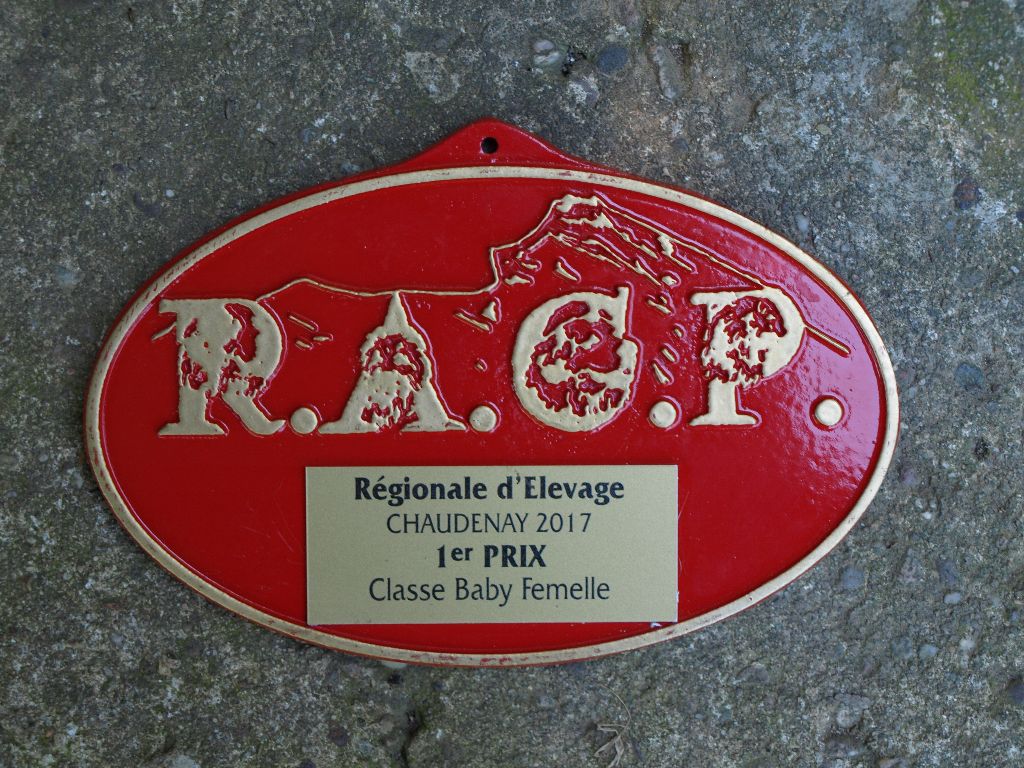 R.A.C.P.
Régionale d'Elevage
CHAUDENAY 2017
1er PRIX
Classe Baby Femelle